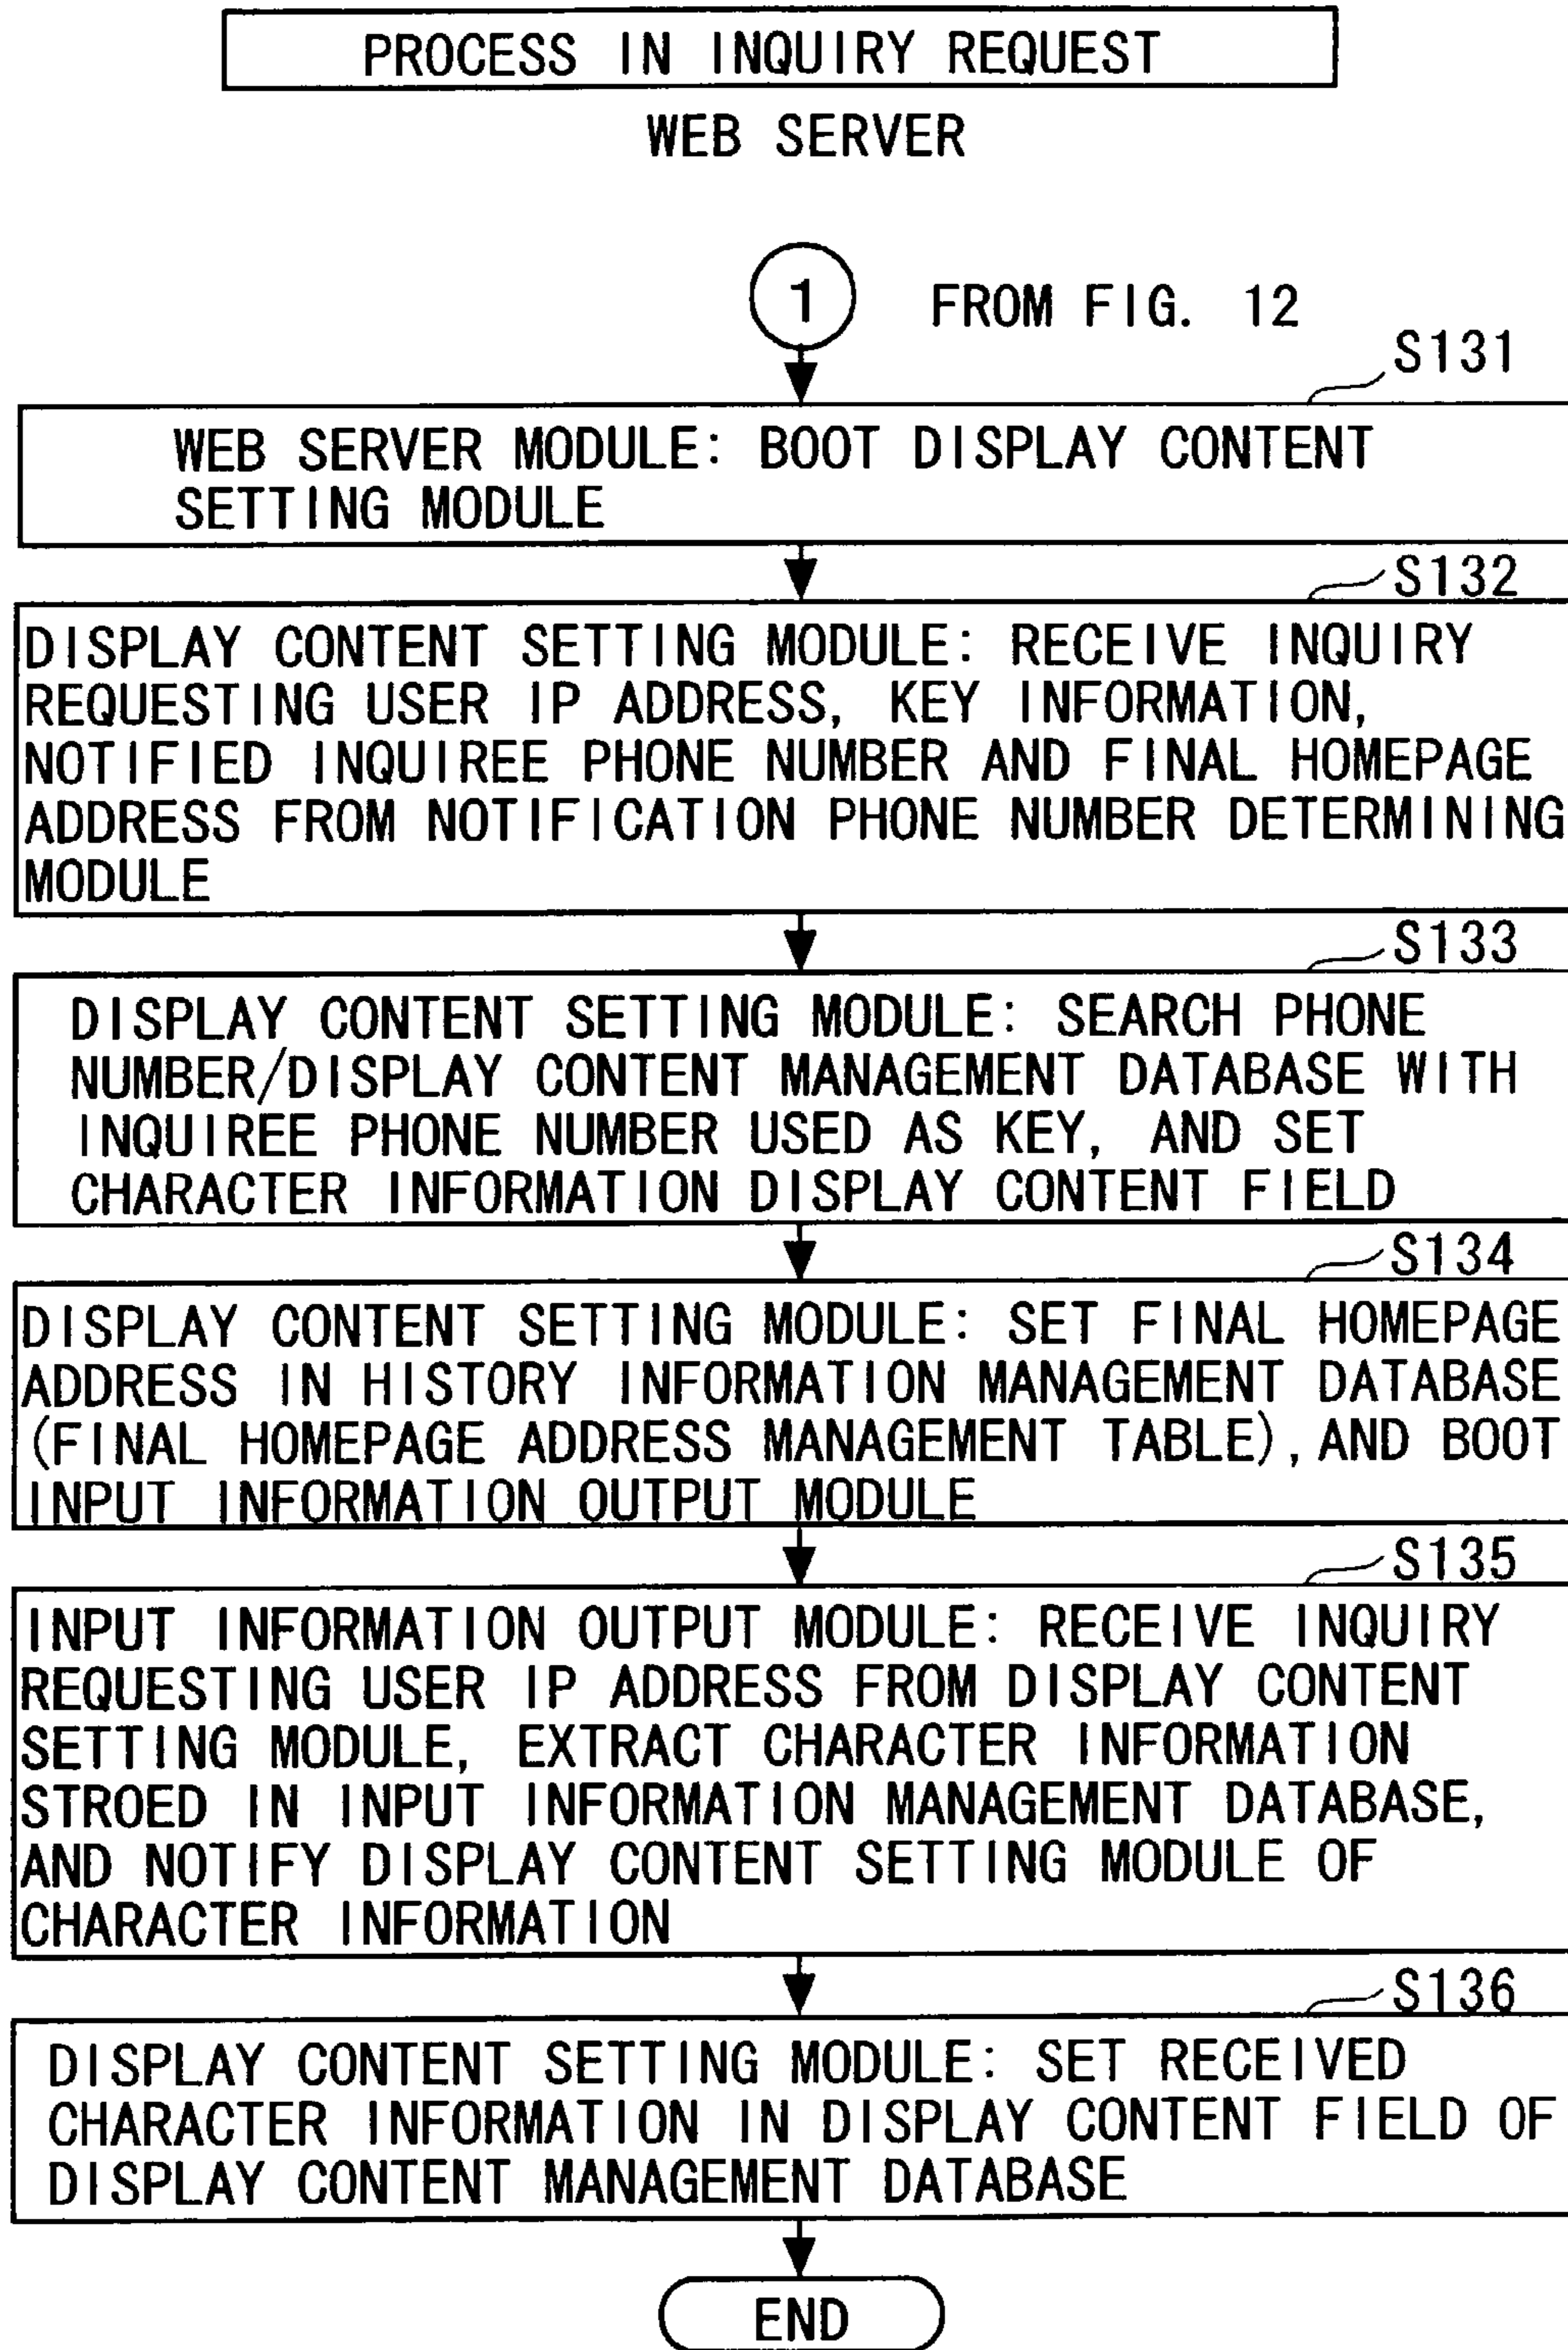 PROCESS IN INQUIRY REQUEST
WEB SERVER
1 FROM FIG. 12
S131
WEB SERVER MODULE: BOOT DISPLAY CONTENT
SETTING MODULE
S132
DISPLAY CONTENT SETTING MODULE: RECEIVE INQUIRY
REQUESTING USER IP ADDRESS, KEY INFORMATION,
NOTIFIED INQUIREE PHONE NUMBER AND FINAL HOMEPAGE
ADDRESS FROM NOTIFICATION PHONE NUMBER DETERMINING
MODULE
S133
DISPLAY CONTENT SETTING MODULE: SEARCH PHONE
NUMBER/DISPLAY CONTENT MANAGEMENT DATABASE WITH
INQUIREE PHONE NUMBER USED AS KEY, AND SET
CHARACTER INFORMATION DISPLAY CONTENT FIELD
S134
DISPLAY CONTENT SETTING MODULE: SET FINAL HOMEPAGE
ADDRESS IN HISTORY INFORMATION MANAGEMENT DATABASE
(FINAL HOMEPAGE ADDRESS MANAGEMENT TABLE), AND BOOT
INPUT INFORMATION OUTPUT MODULE
S135
INPUT INFORMATION OUTPUT MODULE: RECEIVE INQUIRY
REQUESTING USER IP ADDRESS FROM DISPLAY CONTENT
SETTING MODULE, EXTRACT CHARACTER INFORMATION
STROED IN INPUT INFORMATION MANAGEMENT DATABASE,
AND NOTIFY DISPLAY CONTENT SETTING MODULE OF
CHARACTER INFORMATION
S136
DISPLAY CONTENT SETTING MODULE: SET RECEIVED
CHARACTER INFORMATION IN DISPLAY CONTENT FIELD OF
DISPLAY CONTENT MANAGEMENT DATABASE
END